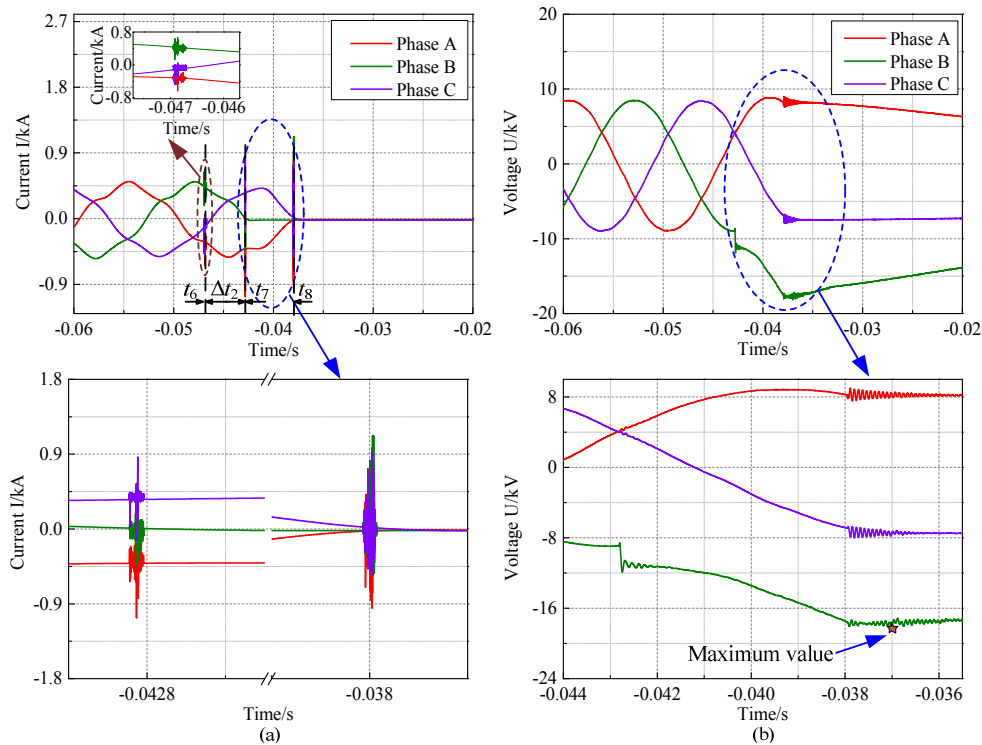 2.7
1.8
0.9
0.0
-0.9
Current I/kA
-0.06
-0.05
-0.04
-0.03
-0.02
Time/s
Phase A
Phase B
Phase C
0.8
0.0
-0.8
Current/kA
-0.047
-0.046
Time/s
t6
Δt2
t7
t8
20
10
0
-10
-20
Voltage U/kV
-0.06
-0.05
-0.04
-0.03
-0.02
Time/s
Phase A
Phase B
Phase C
1.8
0.9
0.0
-0.9
-1.8
Current I/kA
-0.0428
-0.038
Time/s
(a)
8
0
-8
-16
-24
Voltage U/kV
Maximum value
-0.044
-0.042
-0.040
-0.037
-0.036
Time/s
(b)